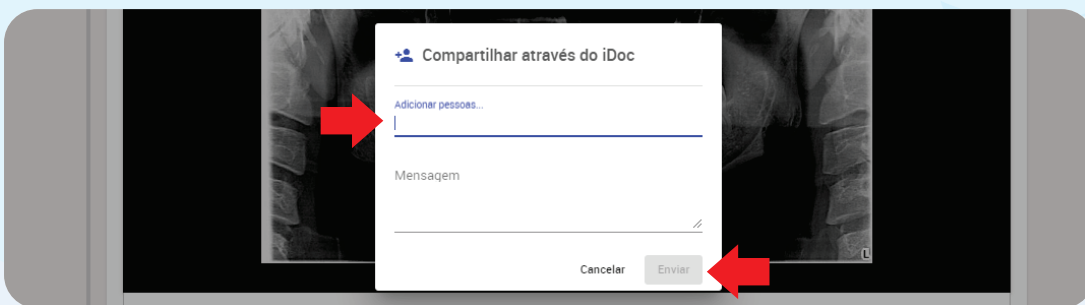 Compartilhar através do iDoc
Adicionar pessoas...
Mensagem
Cancelar Enviar
L